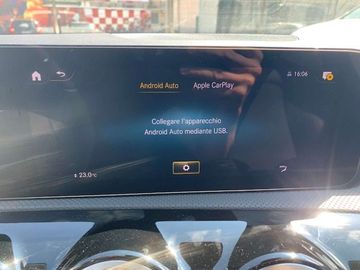 16:06
Android Auto Apple CarPlay
Collegare l'apparecchio
Android Auto mediante USB.
23,0°C